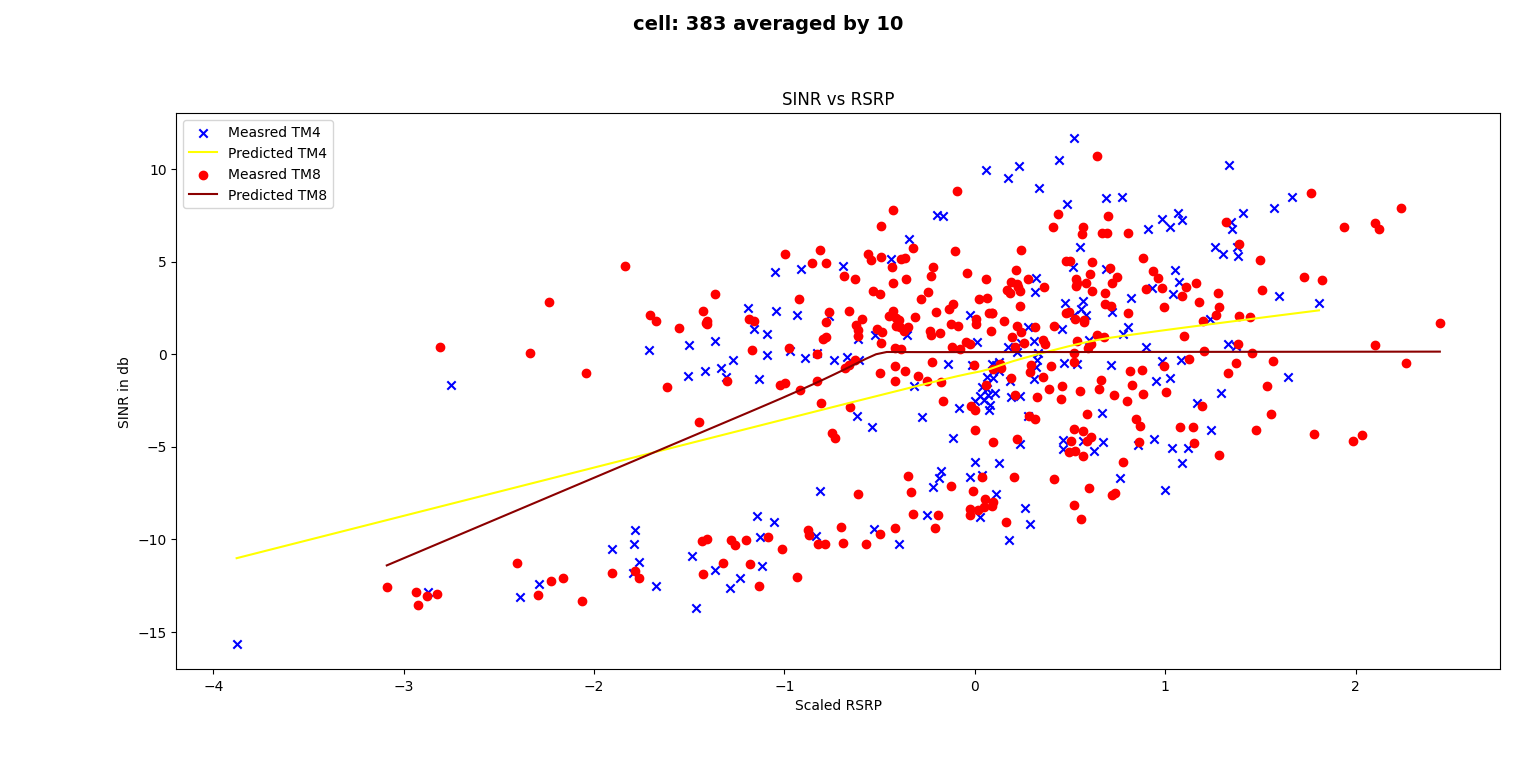 cell: 383 averaged by 10
SINR vs RSRP
Measred TM4
Predicted TM4
Measred TM8
Predicted TM8
10
5
0
−5
−10
−15
SINR in db
−4 −3 −2 −1 0 1 2
Scaled RSRP